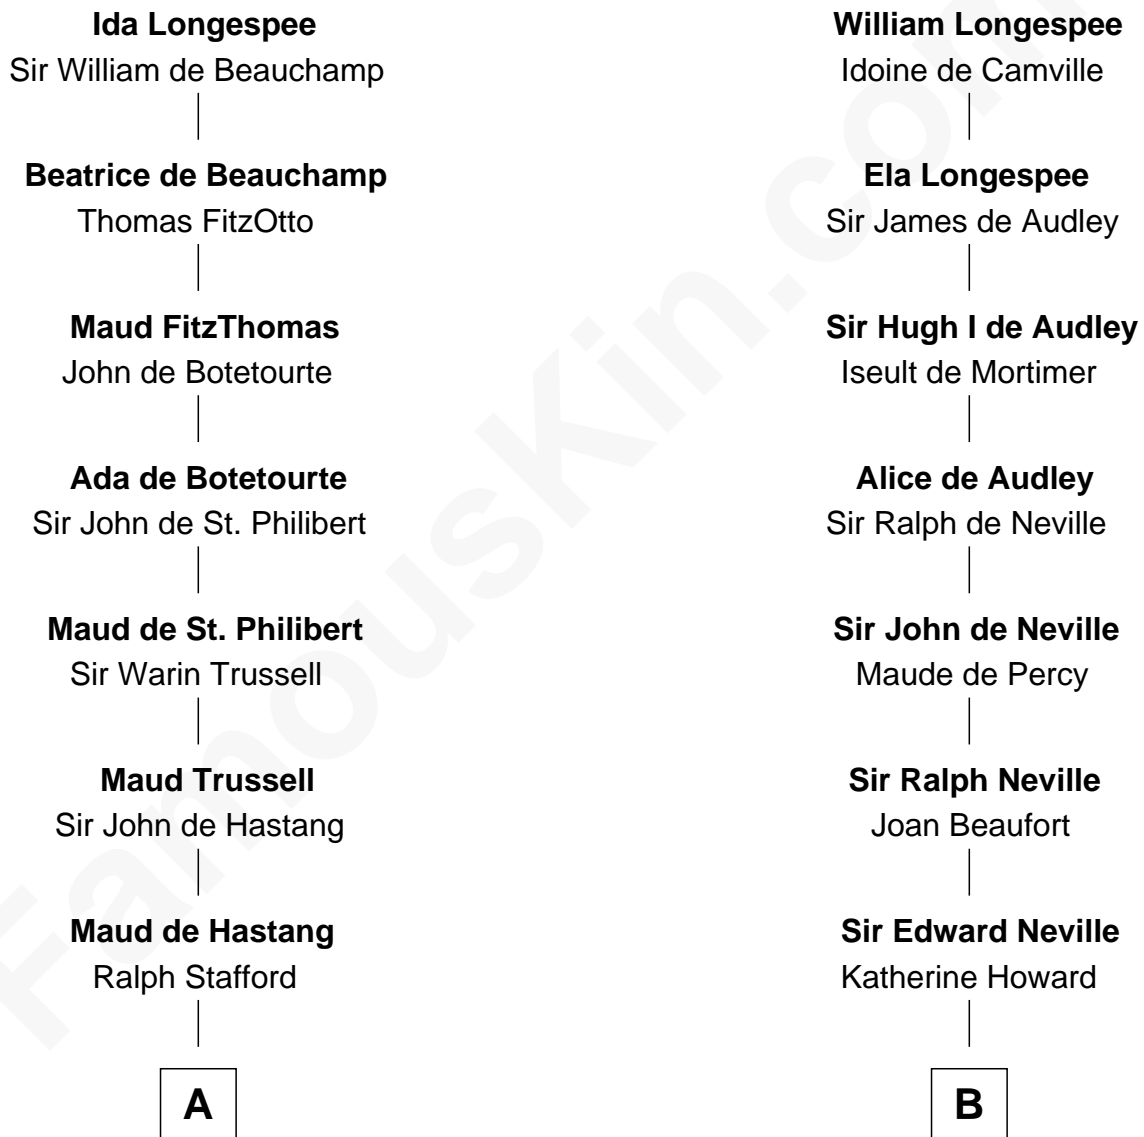 Ida Longespee
Sir William de Beauchamp
Beatrice de Beauchamp
Thomas FitzOtto
Maud FitzThomas
John de Botetourte
Ada de Botetourte
Sir John de St. Philibert
Maud de St. Philibert
Sir Warin Trussell
Maud Trussell
Sir John de Hastang
Maud de Hastang
Ralph Stafford
A
William Longespee
Idoine de Camville
Ela Longespee
Sir James de Audley
Sir Hugh I de Audley
Iseult de Mortimer
Alice de Audley
Sir Ralph de Neville
Sir John de Neville
Maude de Percy
Sir Ralph Neville
Joan Beaufort
Sir Edward Neville
Katherine Howard
B
FamousKin.com